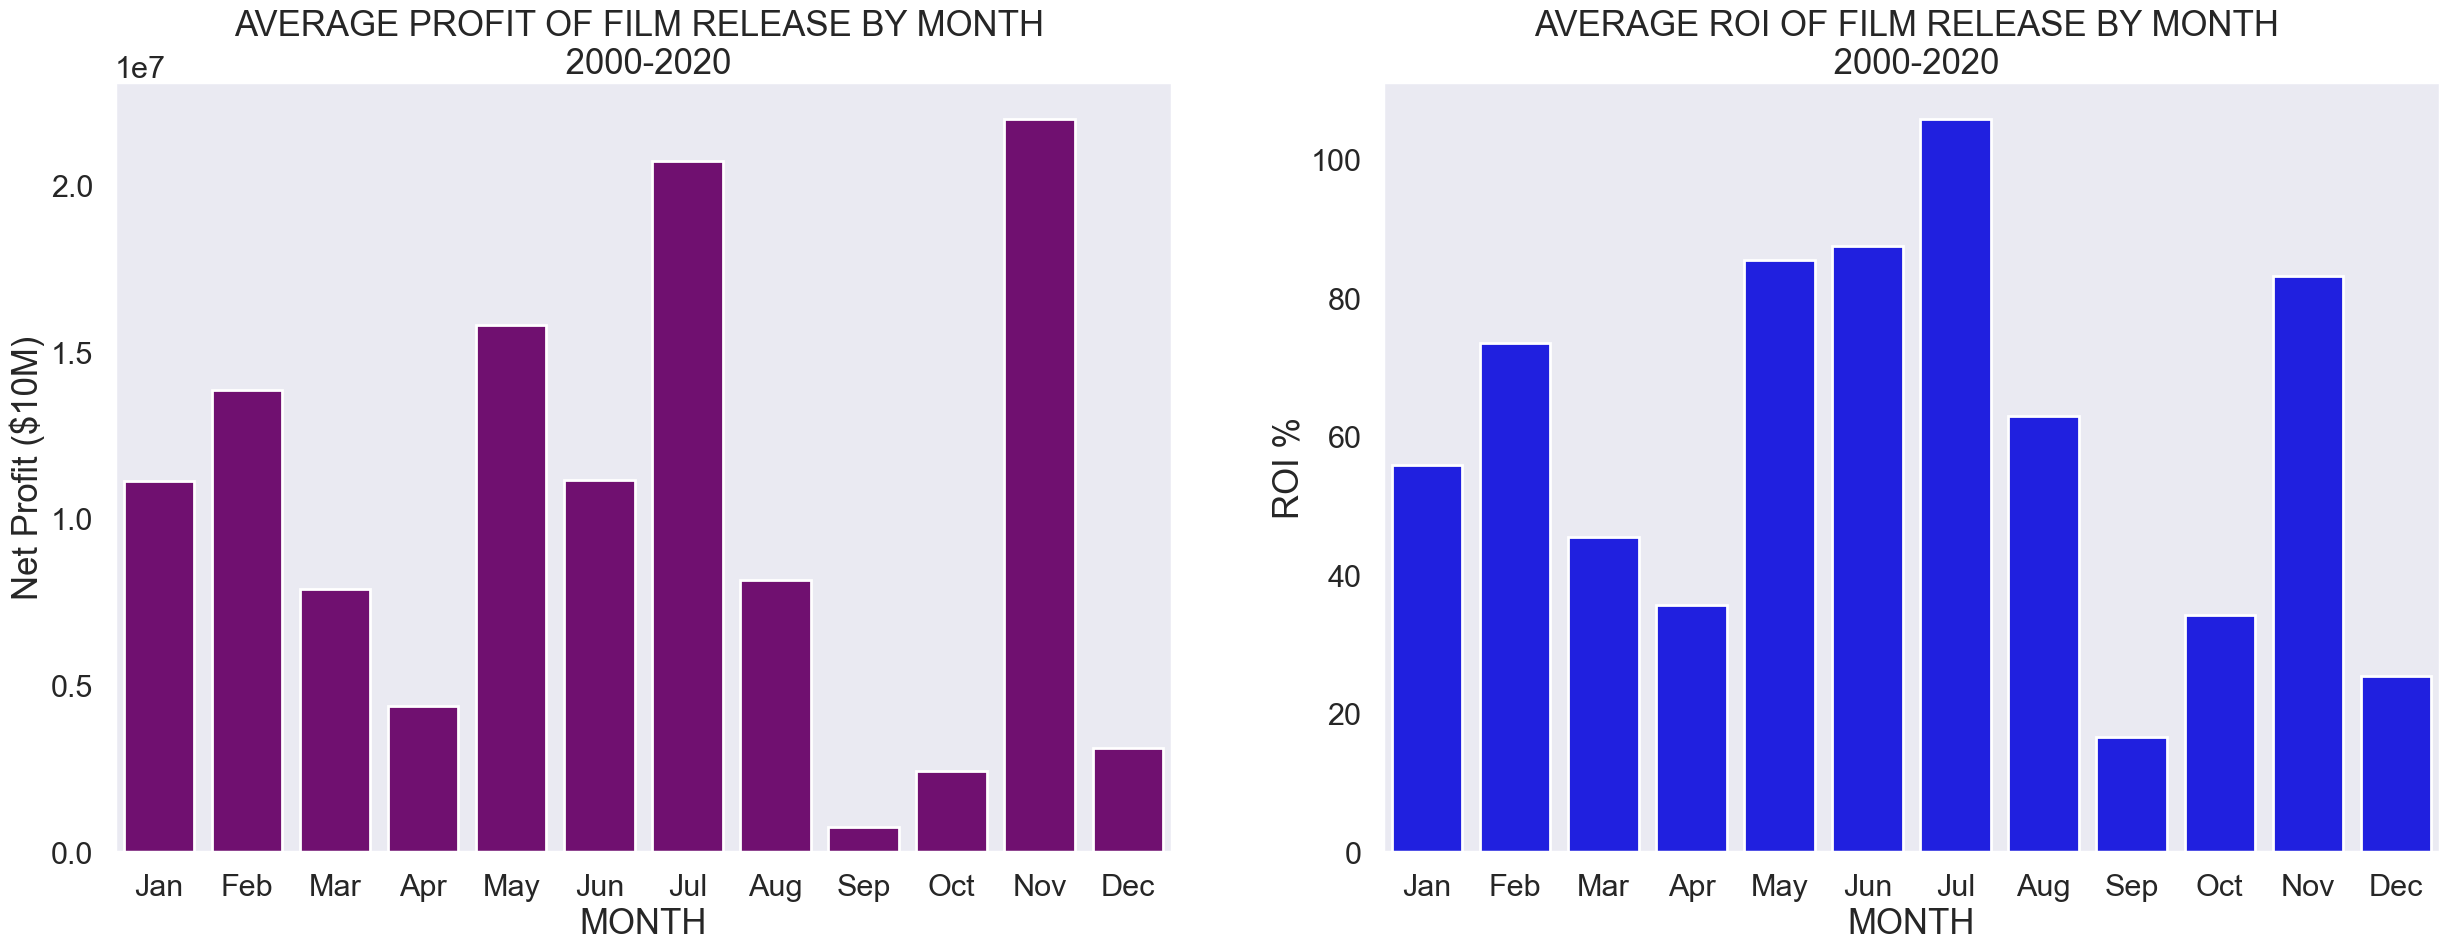 AVERAGE PROFIT OF FILM RELEASE BY MONTH
2000-2020
1e7
2.0
1.5
1.0
0.5
0.0
Net Profit ($10M)
Jan Feb Mar Apr May Jun Jul Aug Sep Oct Nov Dec
MONTH
AVERAGE ROI OF FILM RELEASE BY MONTH
2000-2020
100
80
60
40
20
0
ROI %
Jan Feb Mar Apr May Jun Jul Aug Sep Oct Nov Dec
MONTH